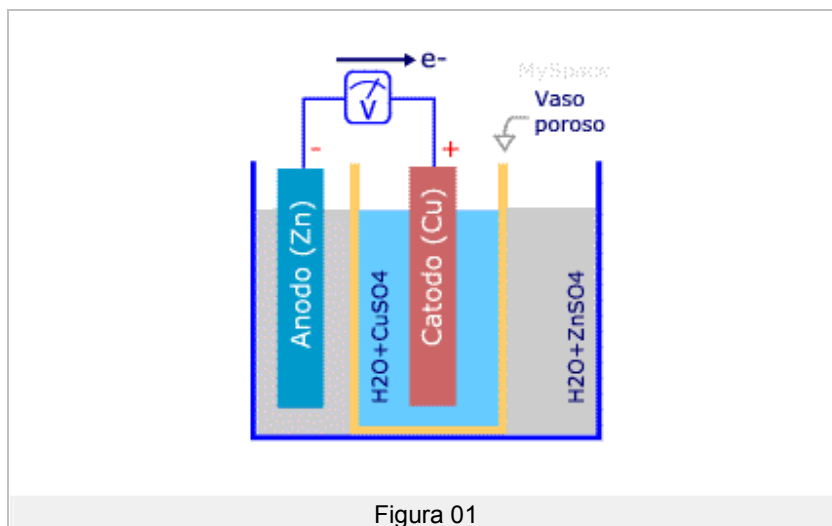 e-
MySpace
Vaso
poroso
V
-
+
Anodo (Zn)
H2O+CuSO4
Catodo (Cu)
H2O+ZnSO4
Figura 01